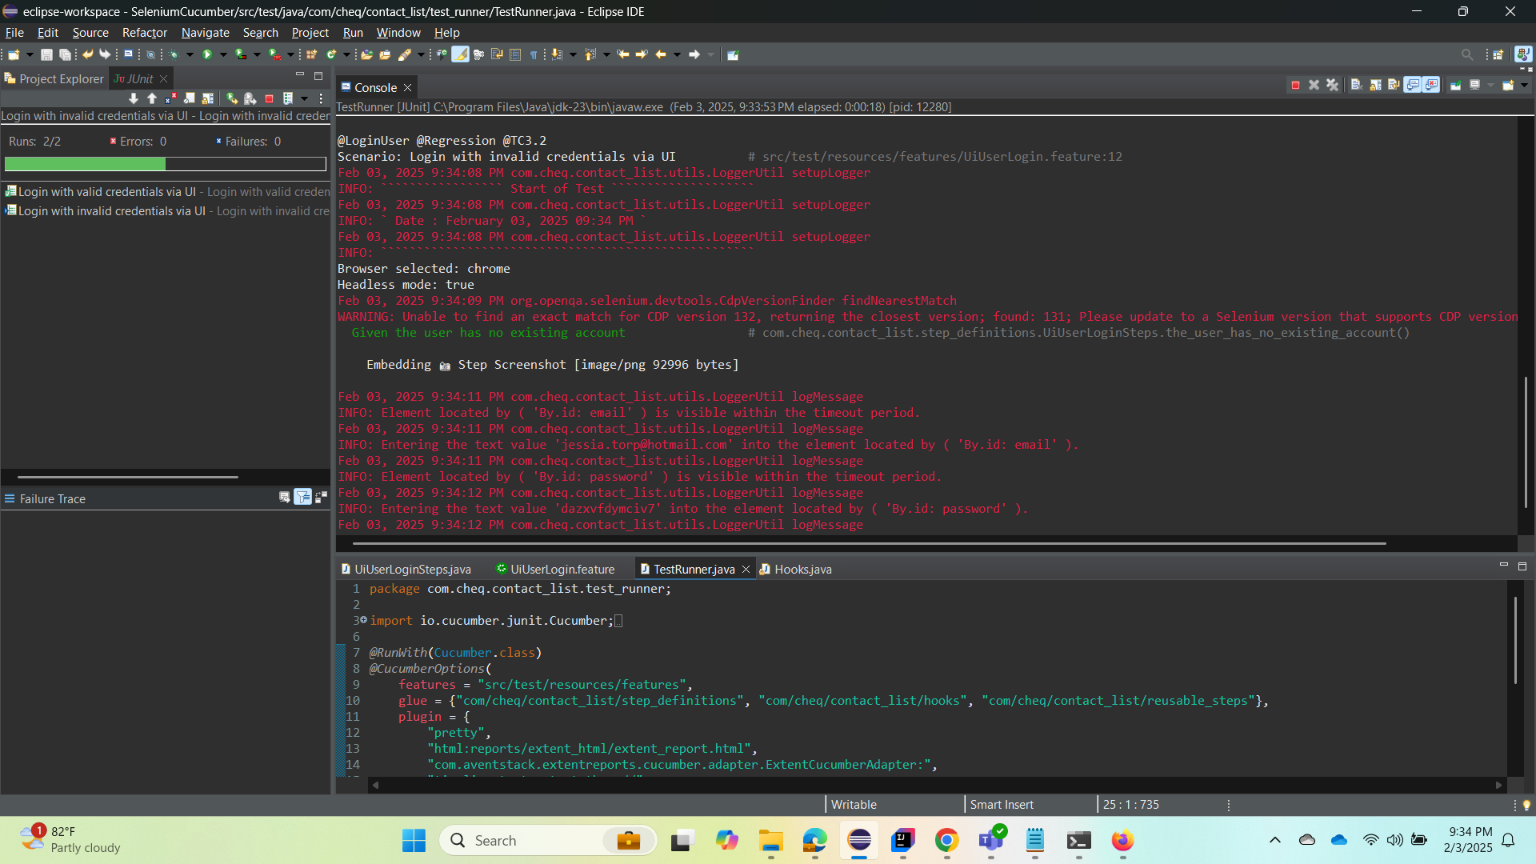 eclipse-workspace - SeleniumCucumber/src/test/java/com/cheq/contact_list/test_runner/TestRunner.java - Eclipse IDE
File Edit Source Refactor Navigate Search Project Run Window Help
Project Explorer JUnit
Login with invalid credentials via UI - Login with invalid creder
Runs: 2/2 Errors: 0 Failures: 0
Login with valid credentials via UI - Login with valid creden
Login with invalid credentials via UI - Login with invalid cre
Failure Trace
Console
TestRunner [JUnit] C:\Program Files\Java\jdk-23\bin\javaw.exe (Feb 3, 2025, 9:33:53 PM elapsed: 0:00:18) [pid: 12280]
@LoginUser @Regression @TC3.2
Scenario: Login with invalid credentials via UI # src/test/resources/features/UiUserLogin.feature:12
Feb 03, 2025 9:34:08 PM com.cheq.contact_list.utils.LoggerUtil setupLogger
INFO: ````````````````` Start of Test ````````````````````
Feb 03, 2025 9:34:08 PM com.cheq.contact_list.utils.LoggerUtil setupLogger
INFO: ` Date : February 03, 2025 09:34 PM `
Feb 03, 2025 9:34:08 PM com.cheq.contact_list.utils.LoggerUtil setupLogger
INFO: ````````````````````````````````````````````````````
Browser selected: chrome
Headless mode: true
Feb 03, 2025 9:34:09 PM org.openqa.selenium.devtools.CdpVersionFinder findNearestMatch
WARNING: Unable to find an exact match for CDP version 132, returning the closest version; found: 131; Please update to a Selenium version that supports CDP version
Given the user has no existing account # com.cheq.contact_list.step_definitions.UiUserLoginSteps.the_user_has_no_existing_account()
Embedding 📷 Step Screenshot [image/png 92996 bytes]
Feb 03, 2025 9:34:11 PM com.cheq.contact_list.utils.LoggerUtil logMessage
INFO: Element located by ( 'By.id: email' ) is visible within the timeout period.
Feb 03, 2025 9:34:11 PM com.cheq.contact_list.utils.LoggerUtil logMessage
INFO: Entering the text value 'jessia.torp@hotmail.com' into the element located by ( 'By.id: email' ).
Feb 03, 2025 9:34:11 PM com.cheq.contact_list.utils.LoggerUtil logMessage
INFO: Element located by ( 'By.id: password' ) is visible within the timeout period.
Feb 03, 2025 9:34:12 PM com.cheq.contact_list.utils.LoggerUtil logMessage
INFO: Entering the text value 'dazxvfdymciv7' into the element located by ( 'By.id: password' ).
Feb 03, 2025 9:34:12 PM com.cheq.contact_list.utils.LoggerUtil logMessage
UiUserLoginSteps.java UiUserLogin.feature TestRunner.java Hooks.java
1 package com.cheq.contact_list.test_runner;
2
3 import io.cucumber.junit.Cucumber;
6
7 @RunWith(Cucumber.class)
8 @CucumberOptions(
9 features = "src/test/resources/features",
10 glue = {"com/cheq/contact_list/step_definitions", "com/cheq/contact_list/hooks", "com/cheq/contact_list/reusable_steps"},
11 plugin = {
12 "pretty",
13 "html:reports/extent_html/extent_report.html",
14 "com.aventstack.extentreports.cucumber.adapter.ExtentCucumberAdapter:",
Writable Smart Insert 25 : 1 : 735
1 82°F
Partly cloudy
Search
9:34 PM
2/3/2025